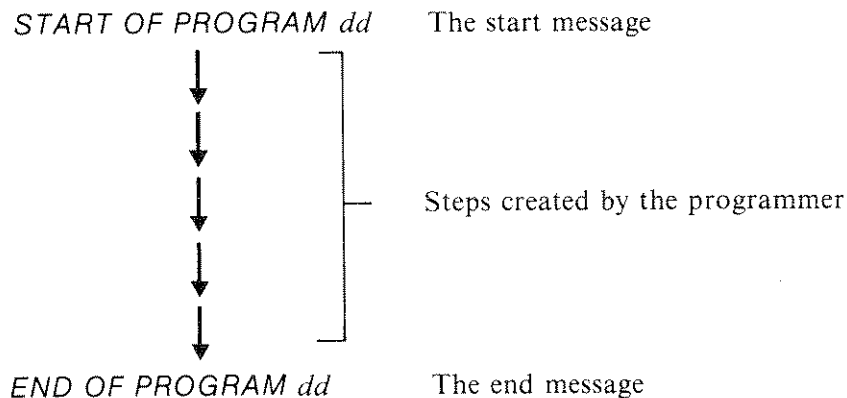 START OF PROGRAM dd The start message
Steps created by the programmer
END OF PROGRAM dd The end message